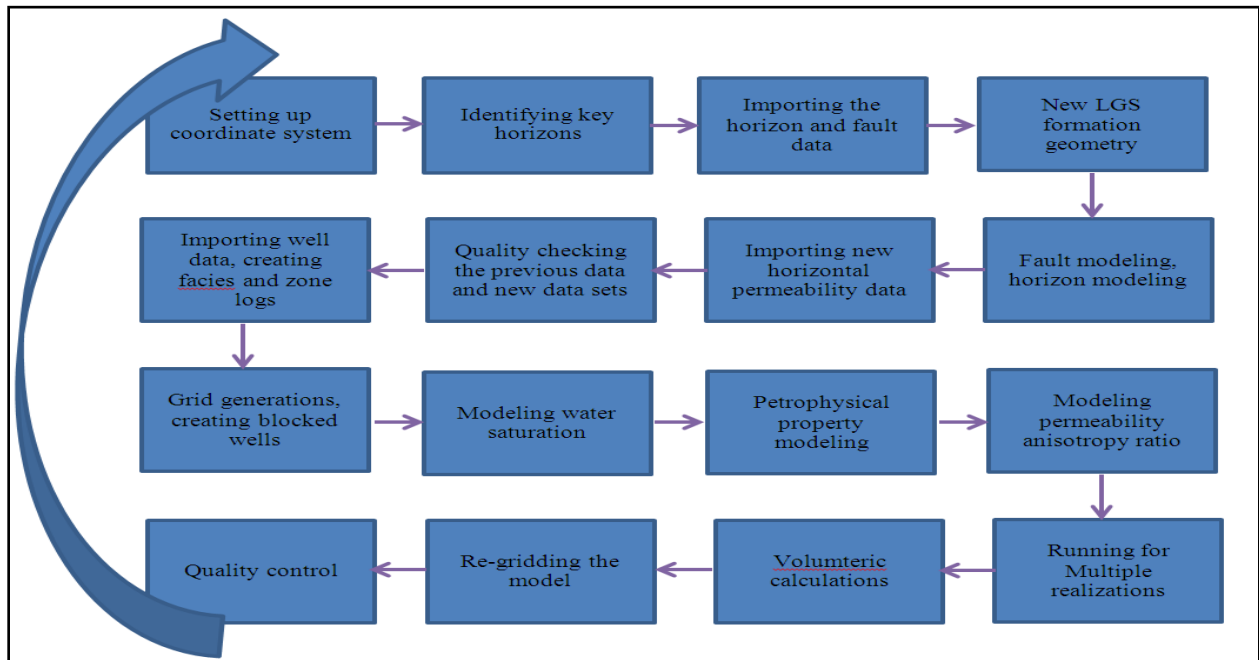 Setting up
coordinate system
Identifying key
horizons
Importing the
horizon and fault
data
New LGS
formation
geometry
Importing well
data, creating
facies and zone
logs
Quality checking
the previous data
and new data sets
Importing new
horizontal
permeability data
Fault modeling,
horizon modeling
Grid generations,
creating blocked
wells
Modeling water
saturation
Petrophysical
property modeling
Modeling
permeability
anisotropy ratio
Quality control
Re-gridding the
model
Volumteric
calculations
Running for
Multiple
realizations